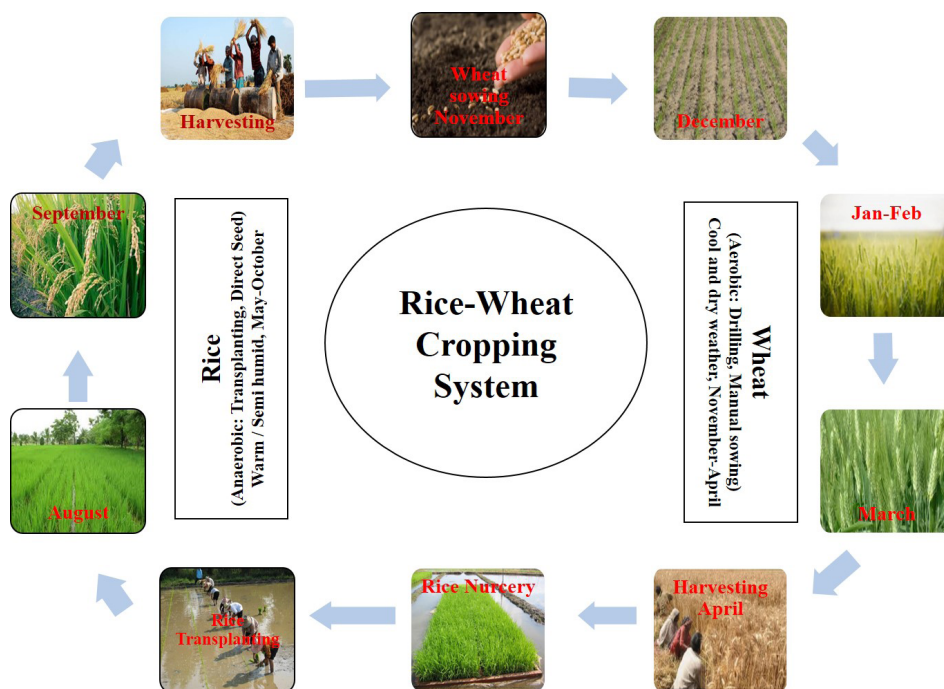 Harvesting
Wheat
sowing
November
December
September
Jan-Feb
Rice
(Anaerobic: Transplanting, Direct Seed)
Warm / Semi humid, May-October
Rice-Wheat
Cropping
System
Wheat
(Aerobic: Drilling, Manual sowing)
Cool and dry weather, November-April
August
March
Rice
Transplanting
Rice Nurcery
Harvesting
April